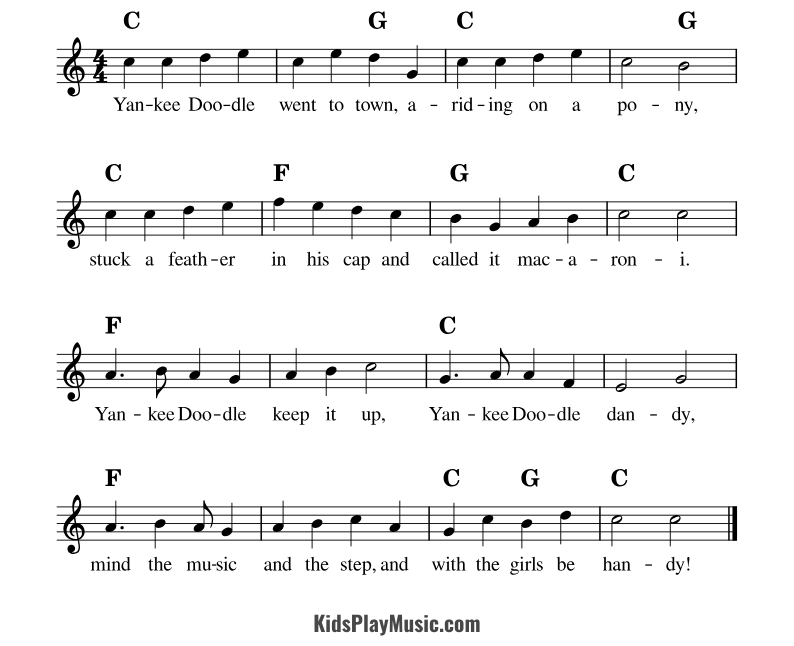 C G C G
4
4
Yan–kee Doo–dle went to town, a – rid–ing on a po – ny,
C F G C
stuck a feath–er in his cap and called it mac – a – ron – i.
F C
Yan – kee Doo–dle keep it up, Yan – kee Doo–dle dan – dy,
F C G C
mind the mu-sic and the step, and with the girls be han – dy!
KidsPlayMusic.com